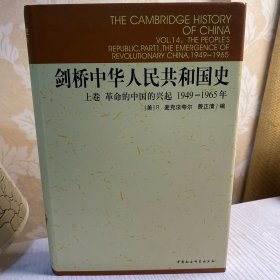 THE CAMBRIDGE HISTORY
OF CHINA
VOL.14, THE PEOPLE'S
REPUBLIC, PART1, THE EMERGENCE OF
REVOLUTIONARY CHINA, 1949-1965
剑桥中华人民共和国史
上卷 革命的中国的兴起 1949-1965年
[美] R. 麦克法夸尔 费正清 编
中国社会科学出版社